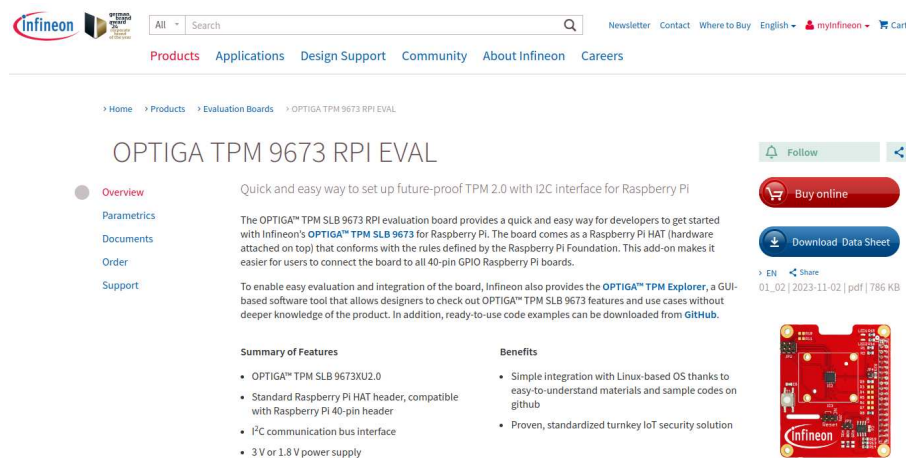 infineon
german
brand
award
'24
corporate
brand
of the year
All
Search
Newsletter Contact Where to Buy English myInfineon Cart
Products Applications Design Support Community About Infineon Careers
Home Products Evaluation Boards OPTIGA TPM 9673 RPI EVAL
OPTIGA TPM 9673 RPI EVAL
Follow
Overview
Parametrics
Documents
Order
Support
Quick and easy way to set up future-proof TPM 2.0 with I2C interface for Raspberry Pi
The OPTIGA™ TPM SLB 9673 RPI evaluation board provides a quick and easy way for developers to get started
with Infineon's OPTIGA™ TPM SLB 9673 for Raspberry Pi. The board comes as a Raspberry Pi HAT (hardware
attached on top) that conforms with the rules defined by the Raspberry Pi Foundation. This add-on makes it
easier for users to connect the board to all 40-pin GPIO Raspberry Pi boards.
To enable easy evaluation and integration of the board, Infineon also provides the OPTIGA™ TPM Explorer, a GUI-
based software tool that allows designers to check out OPTIGA™ TPM SLB 9673 features and use cases without
deeper knowledge of the product. In addition, ready-to-use code examples can be downloaded from GitHub.
Summary of Features
• OPTIGA™ TPM SLB 9673XU2.0
• Standard Raspberry Pi HAT header, compatible
with Raspberry Pi 40-pin header
• I²C communication bus interface
• 3 V or 1.8 V power supply
Benefits
• Simple integration with Linux-based OS thanks to
easy-to-understand materials and sample codes on
github
• Proven, standardized turnkey IoT security solution
Buy online
Download Data Sheet
EN Share
01_02 | 2023-11-02 | pdf | 786 KB
Reset
infineon